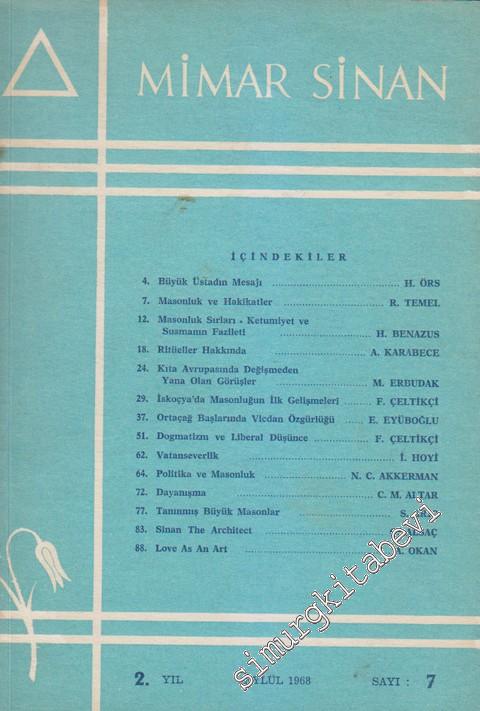 MİMAR SİNAN
İÇİNDEKİLER
4. Büyük Üstadın Mesajı ........ H. ÖRS
7. Masonluk ve Hakikatler ........ R. TEMEL
12. Masonluk Sırları - Ketumiyet ve
Susmanın Fazileti ........ H. BENAZUS
18. Ritüeller Hakkında ........ A. KARABECE
24. Kıta Avrupasında Değişmeden
Yana Olan Görüşler ........ M. ERBUDAK
29. İskoçya'da Masonluğun İlk Gelişmeleri ........ F. ÇELTİKÇİ
37. Ortaçağ Başlarında Vicdan Özgürlüğü ........ E. EYÜBOĞLU
51. Dogmatizm ve Liberal Düşünce ........ F. ÇELTİKÇİ
62. Vatanseverlik ........ İ. HOYİ
64. Politika ve Masonluk ........ N. C. AKKERMAN
72. Dayanışma ........ C. M. ALTAR
77. Tanınmış Büyük Masonlar ........ S.
83. Sinan The Architect ........
88. Love As An Art ........ A. OKAN
2. YIL EYLÜL 1968 SAYI : 7
simurgkitabevi